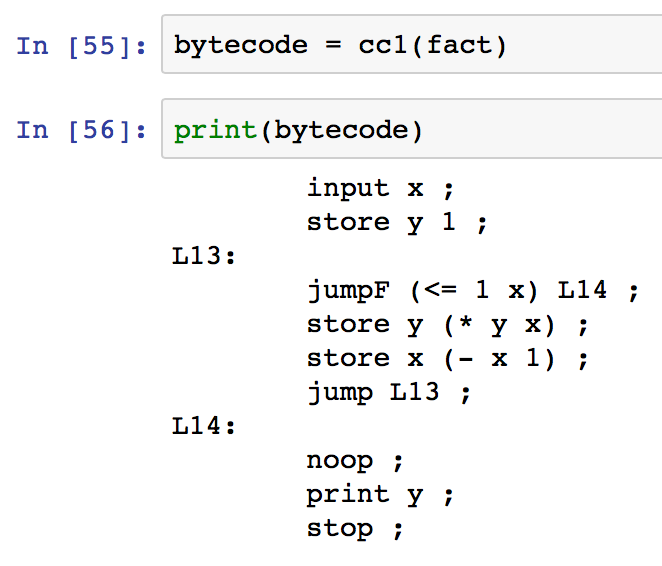 In [55]: bytecode = cc1(fact)
In [56]: print(bytecode)
input x ;
store y 1 ;
L13:
jumpF (<= 1 x) L14 ;
store y (* y x) ;
store x (- x 1) ;
jump L13 ;
L14:
noop ;
print y ;
stop ;